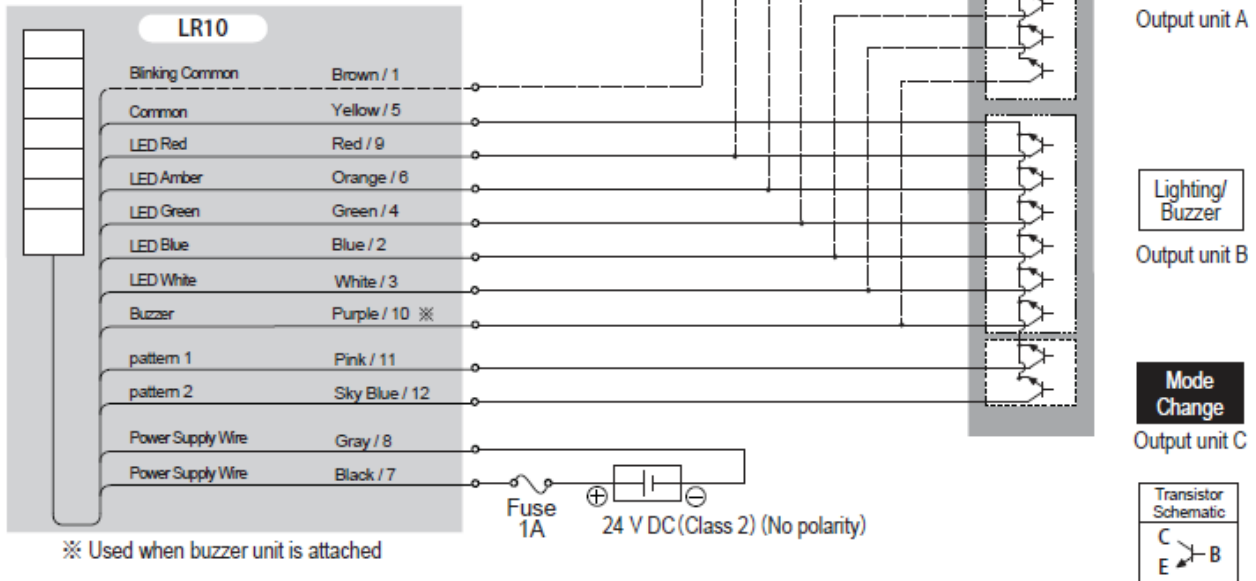 LR10
Blinking Common Brown / 1
Common Yellow / 5
LED Red Red / 9
LED Amber Orange / 6
LED Green Green / 4
LED Blue Blue / 2
LED White White / 3
Buzzer Purple / 10 ※
pattern 1 Pink / 11
pattern 2 Sky Blue / 12
Power Supply Wire Gray / 8
Power Supply Wire Black / 7
Fuse
1A
⊕ ⊖
24 V DC (Class 2) (No polarity)
※ Used when buzzer unit is attached
Output unit A
Lighting/
Buzzer
Output unit B
Mode
Change
Output unit C
Transistor
Schematic
C
B
E